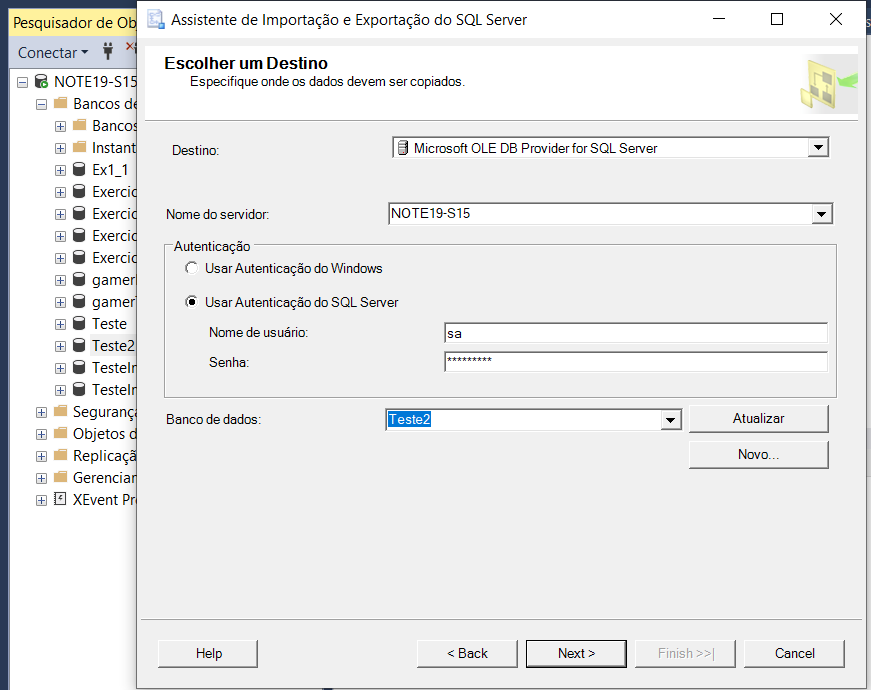 Pesquisador de Ob
Conectar
NOTE19-S15
Bancos de
Bancos
Instant
Ex1_1
Exercic
Exercic
Exercic
Exercic
gamer
gamer
Teste
Teste2
TesteIn
TesteIn
Segurança
Objetos d
Replicaçã
Gerenciar
XEvent Pr
Assistente de Importação e Exportação do SQL Server
Escolher um Destino
Especifique onde os dados devem ser copiados.
Destino:
Microsoft OLE DB Provider for SQL Server
Nome do servidor:
NOTE19-S15
Autenticação
Usar Autenticação do Windows
Usar Autenticação do SQL Server
Nome de usuário:
sa
Senha:
*********
Banco de dados:
Teste2
Atualizar
Novo...
Help
< Back
Next >
Finish >>|
Cancel